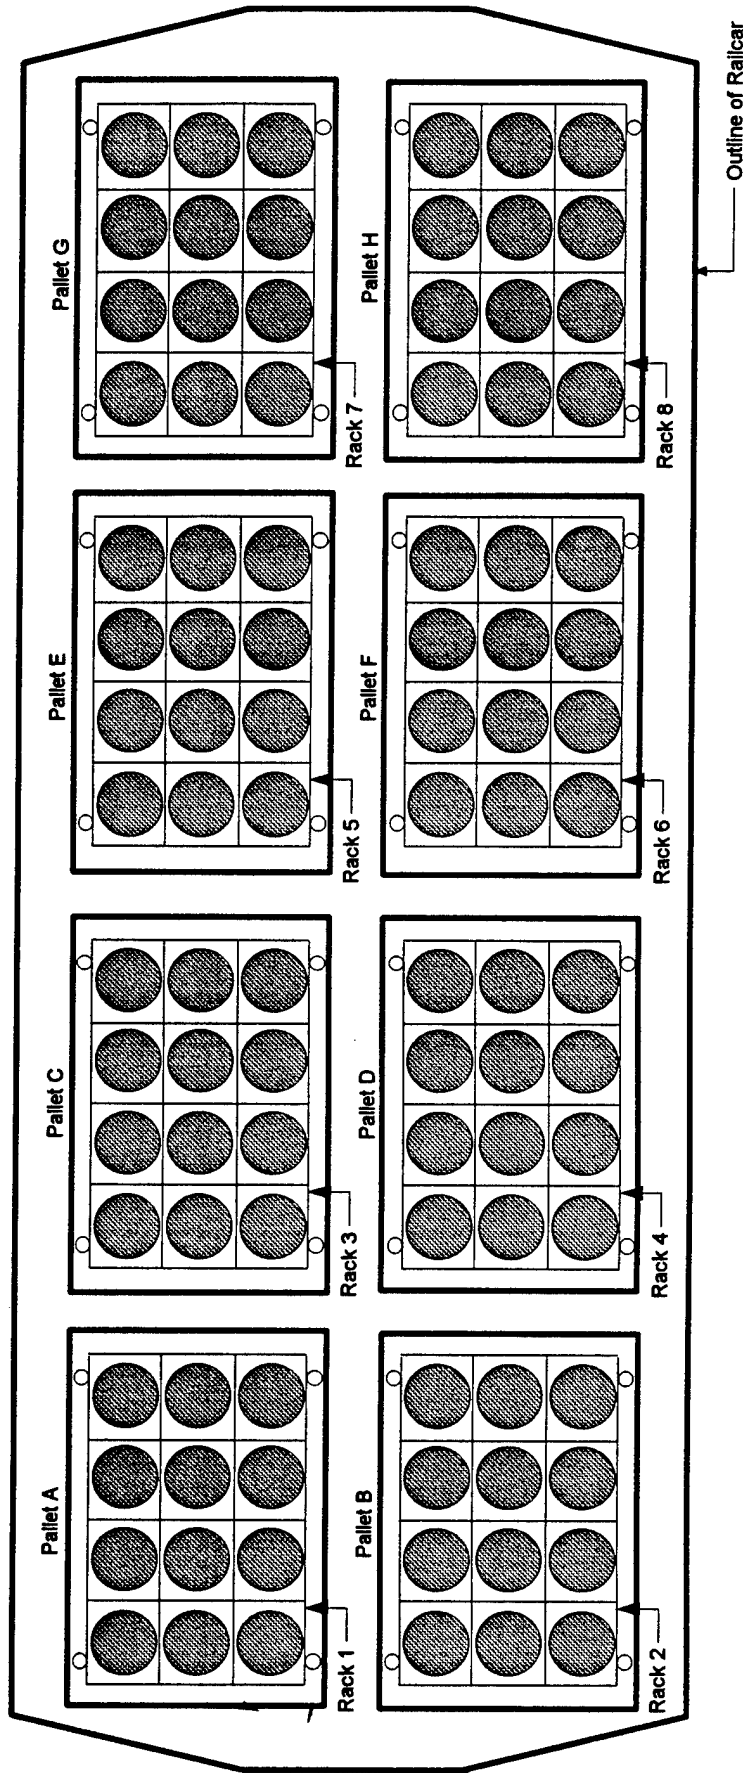 Pallet A
Pallet C
Pallet E
Pallet G
Rack 1
Rack 3
Rack 5
Rack 7
Pallet B
Pallet D
Pallet F
Pallet H
Rack 2
Rack 4
Rack 6
Rack 8
Outline of Railcar